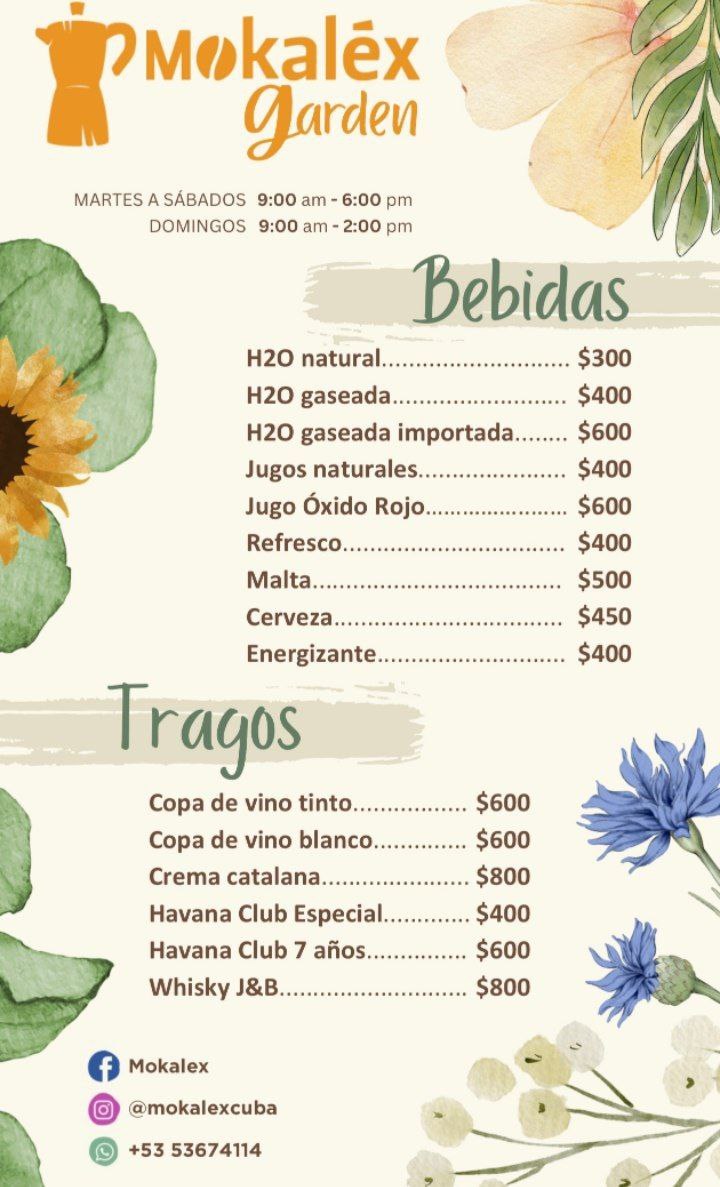 Mokaléx
garden
MARTES A SÁBADOS 9:00 am - 6:00 pm
DOMINGOS 9:00 am - 2:00 pm
Bebidas
H2O natural.............................. $300
H2O gaseada............................ $400
H2O gaseada importada........ $600
Jugos naturales....................... $400
Jugo Óxido Rojo....................... $600
Refresco.................................... $400
Malta........................................ $500
Cerveza..................................... $450
Energizante.............................. $400
Tragos
Copa de vino tinto.................. $600
Copa de vino blanco............... $600
Crema catalana........................ $800
Havana Club Especial............. $400
Havana Club 7 años................ $600
Whisky J&B.............................. $800
Mokalex
@mokalexcuba
+53 53674114